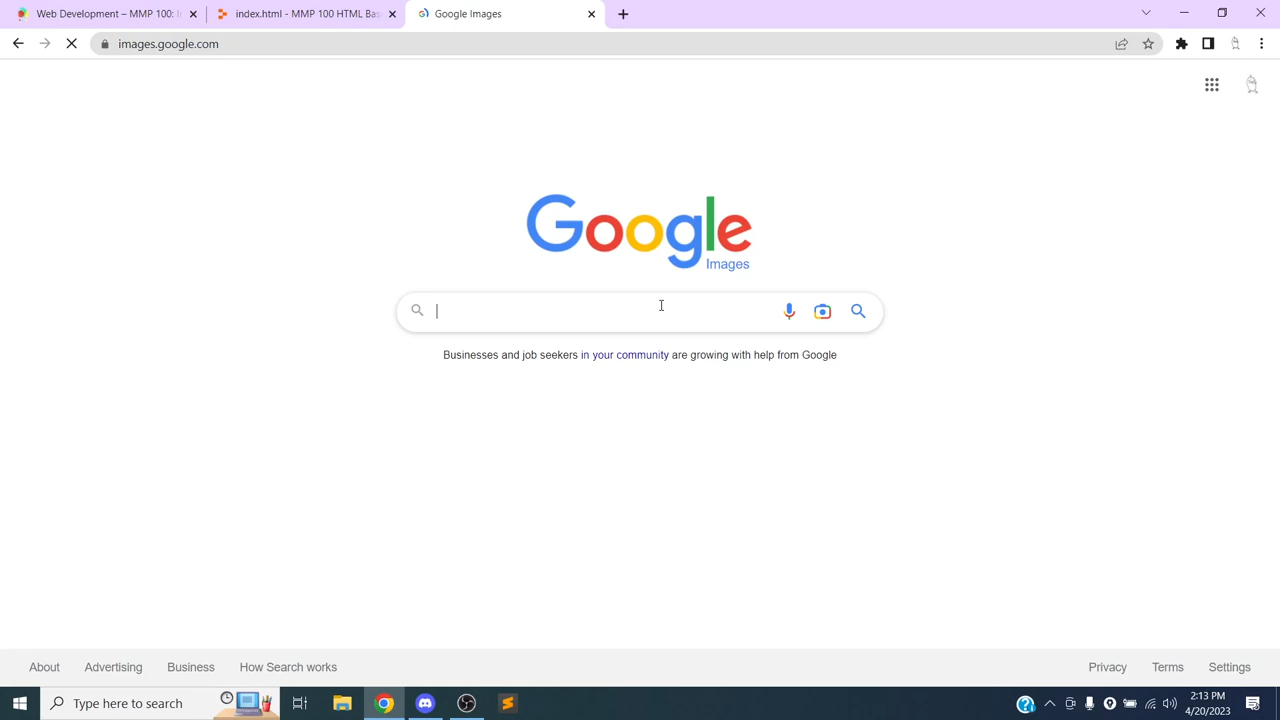 Web Development – MMP 100: I
index.html - MMP 100 HTML Bas
Google Images
images.google.com
Google
Images
Businesses and job seekers in your community are growing with help from Google
About
Advertising
Business
How Search works
Privacy
Terms
Settings
Type here to search
2:13 PM
4/20/2023